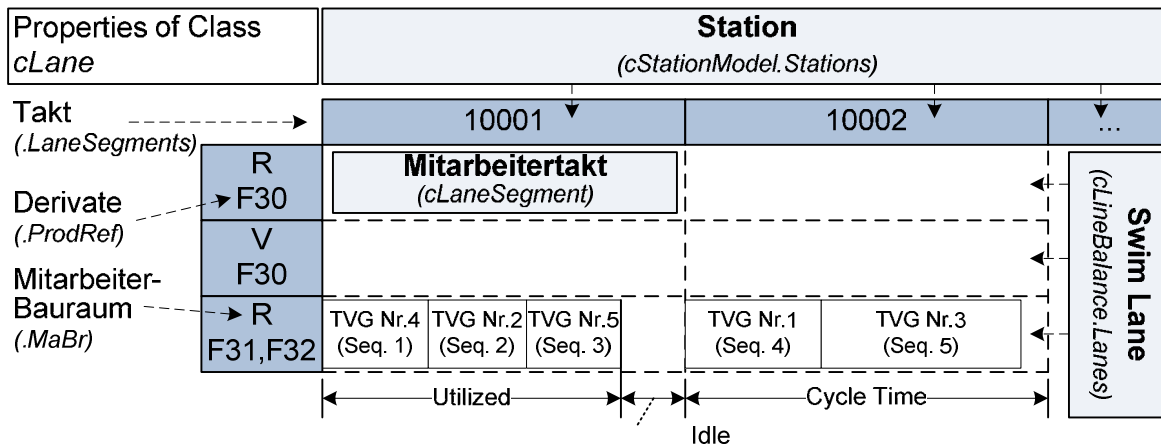 Properties of Class
cLane
Station
(cStationModel.Stations)
Takt
(.LaneSegments)
10001
10002
...
R
F30
Mitarbeitertakt
(cLaneSegment)
Derivate
(.ProdRef)
V
F30
Mitarbeiter-
Bauraum
(.MaBr)
R
F31,F32
TVG Nr.4
(Seq. 1)
TVG Nr.2
(Seq. 2)
TVG Nr.5
(Seq. 3)
TVG Nr.1
(Seq. 4)
TVG Nr.3
(Seq. 5)
Swim Lane
(cLineBalance.Lanes)
Utilized
Cycle Time
Idle